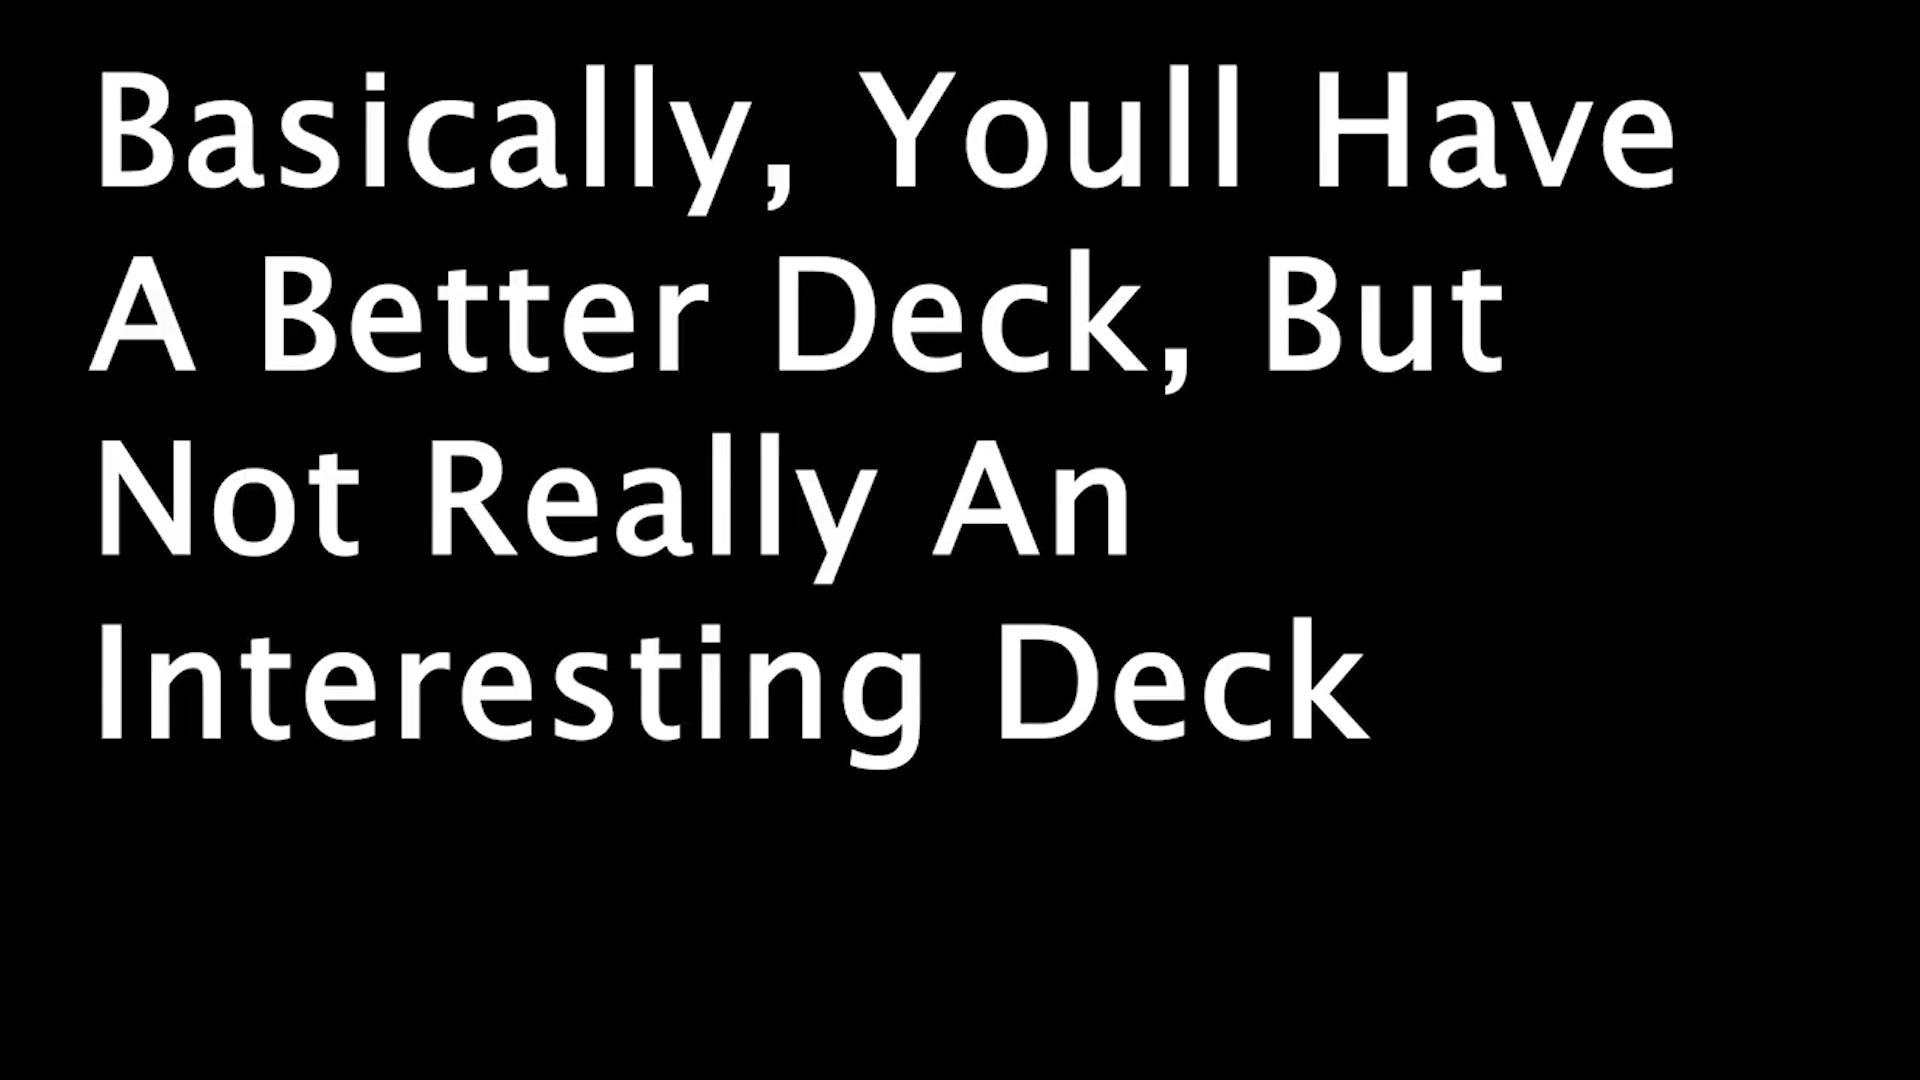 Basically, Youll Have
A Better Deck, But
Not Really An
Interesting Deck